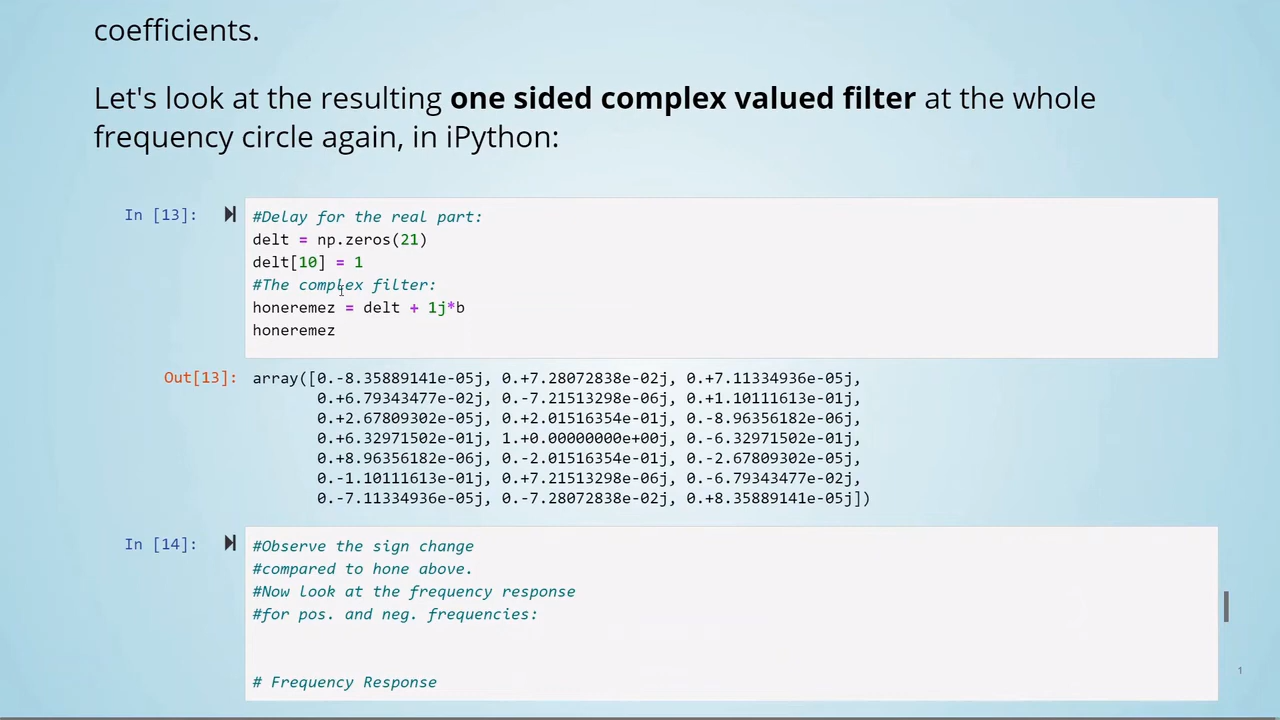 coefficients.
Let's look at the resulting one sided complex valued filter at the whole
frequency circle again, in iPython:
In [13]:
#Delay for the real part:
delt = np.zeros(21)
delt[10] = 1
#The complex filter:
honeremez = delt + 1j*b
honeremez
Out[13]:
array([0.-8.35889141e-05j, 0.+7.28072838e-02j, 0.+7.11334936e-05j,
0.+6.79343477e-02j, 0.-7.21513298e-06j, 0.+1.10111613e-01j,
0.+2.67809302e-05j, 0.+2.01516354e-01j, 0.-8.96356182e-06j,
0.+6.32971502e-01j, 1.+0.00000000e+00j, 0.-6.32971502e-01j,
0.+8.96356182e-06j, 0.-2.01516354e-01j, 0.-2.67809302e-05j,
0.-1.10111613e-01j, 0.+7.21513298e-06j, 0.-6.79343477e-02j,
0.-7.11334936e-05j, 0.-7.28072838e-02j, 0.+8.35889141e-05j])
In [14]:
#Observe the sign change
#compared to hone above.
#Now look at the frequency response
#for pos. and neg. frequencies:
# Frequency Response
1